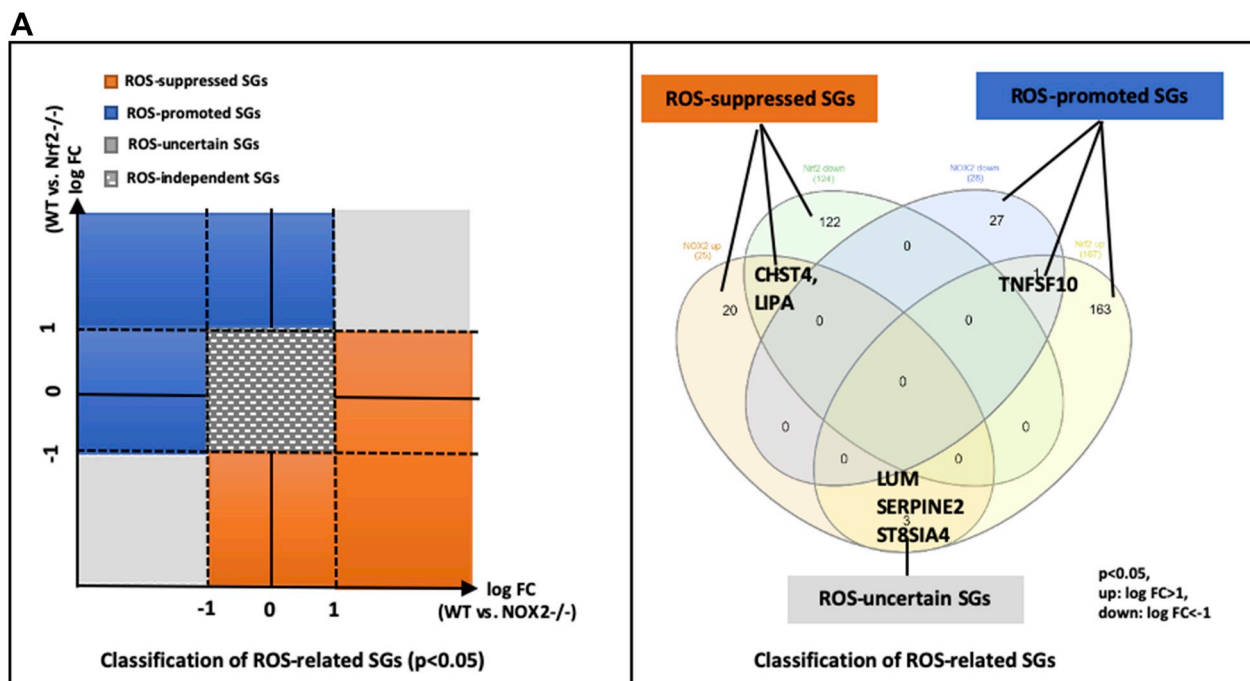 A
ROS-suppressed SGs
ROS-promoted SGs
ROS-uncertain SGs
ROS-independent SGs
(WT vs. Nrf2-/-)
log FC
1
0
-1
-1
0
1
log FC
(WT vs. NOX2-/-)
Classification of ROS-related SGs (p<0.05)
ROS-suppressed SGs
ROS-promoted SGs
Nrf2 down
(124)
NOX2 down
(28)
NOX2 up
(25)
Nrf2 up
(167)
122
27
0
CHST4,
LIPA
1
TNFSF10
20
163
0
0
0
0
0
0
0
LUM
SERPINE2
3
ST8SIA4
ROS-uncertain SGs
p<0.05,
up: log FC>1,
down: log FC<-1
Classification of ROS-related SGs